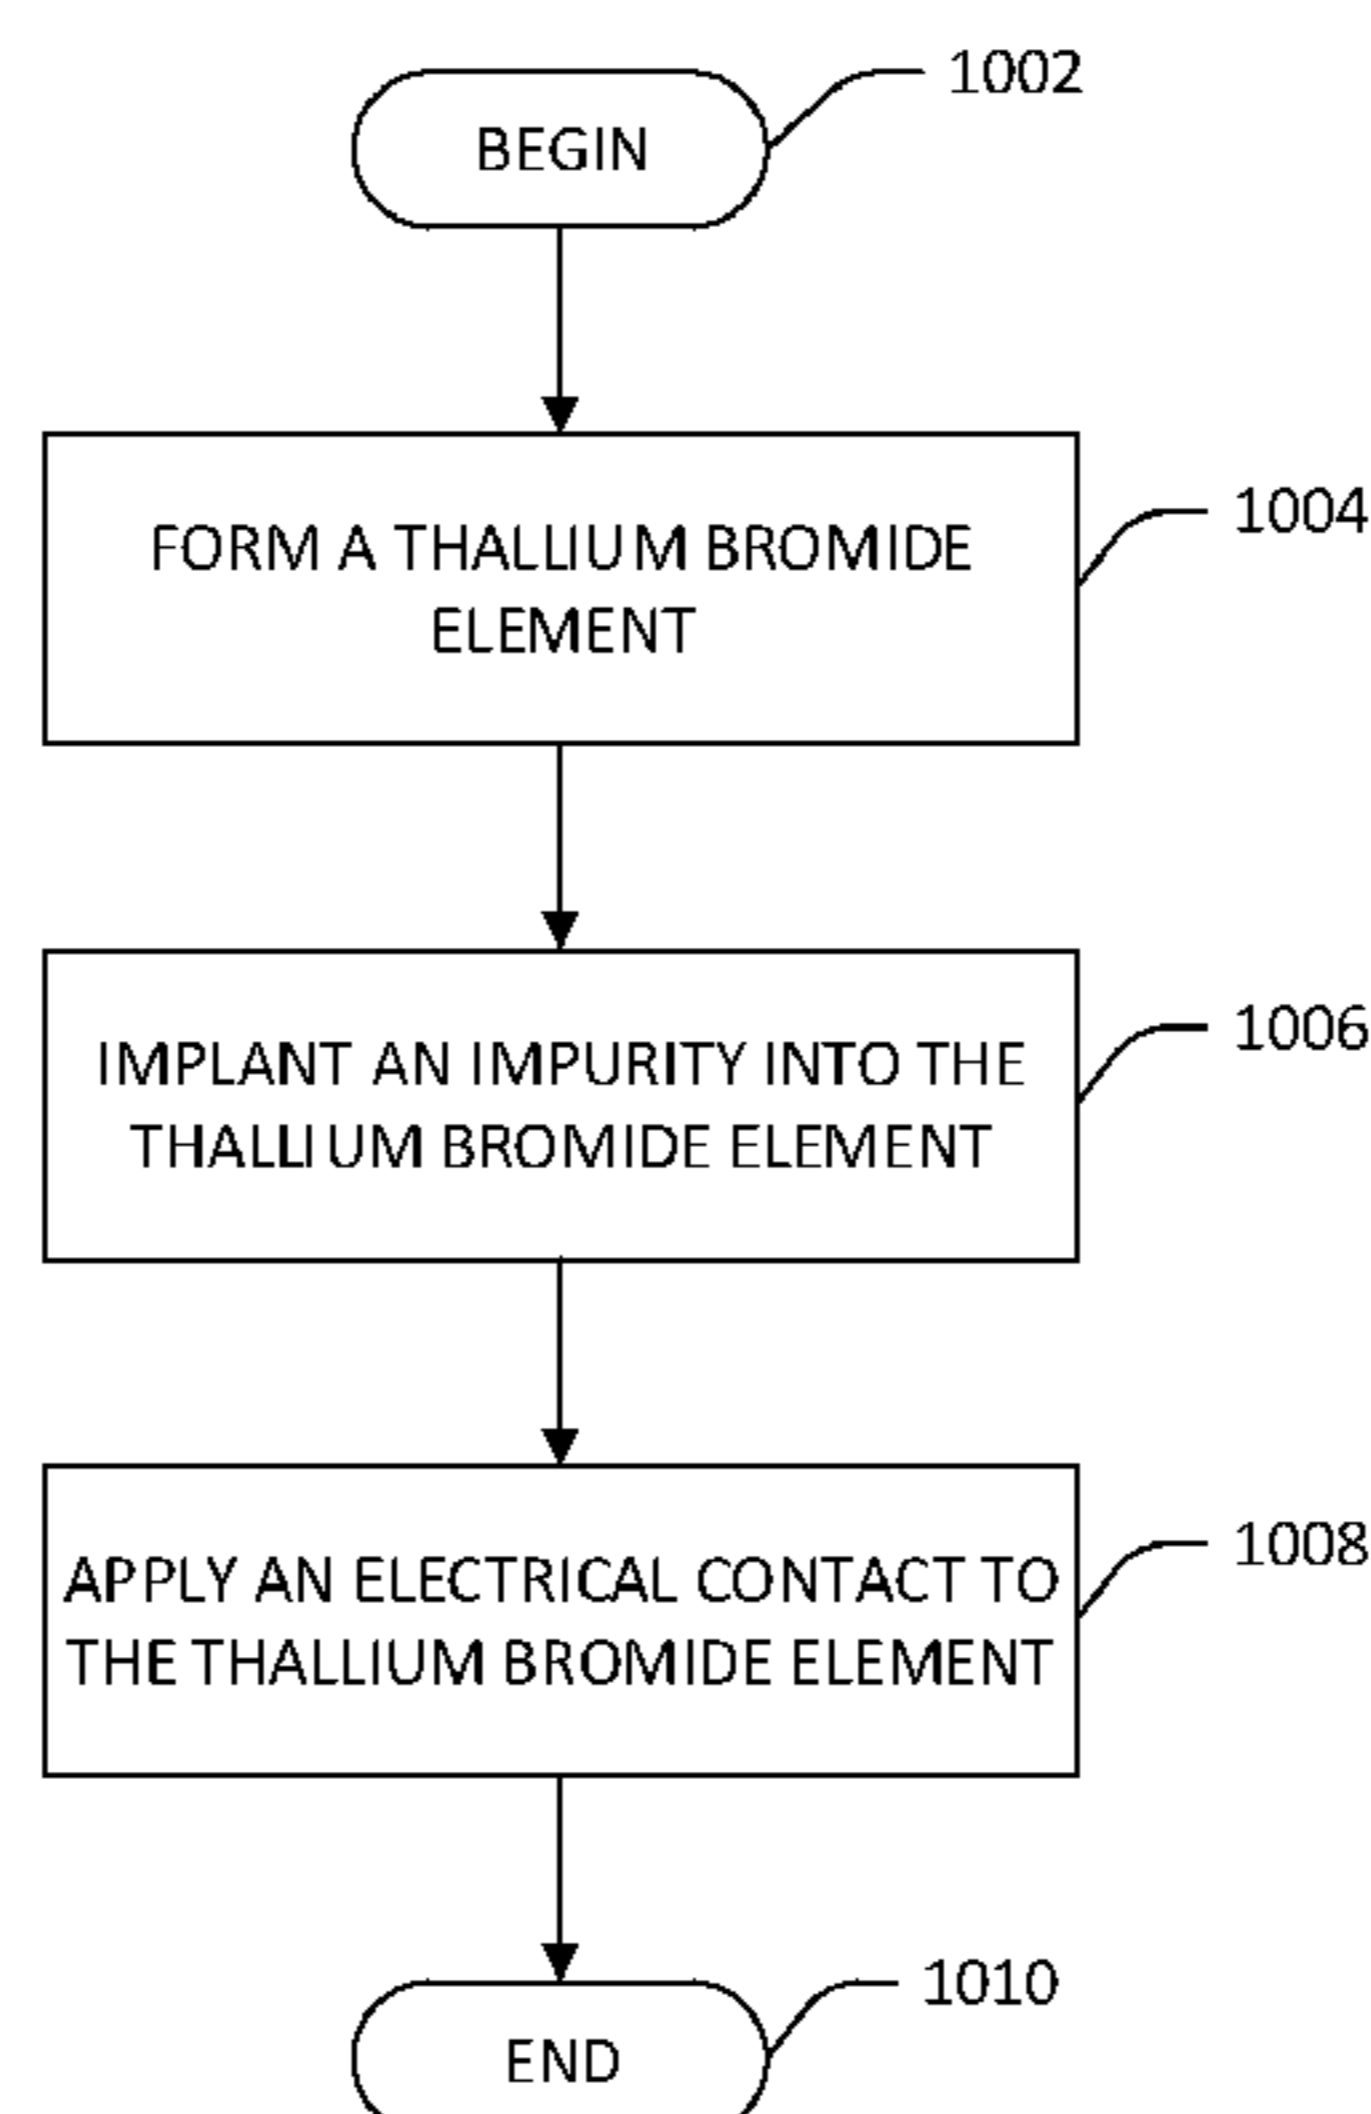 1002
BEGIN
1004
FORM A THALLIUM BROMIDE
ELEMENT
1006
IMPLANT AN IMPURITY INTO THE
THALLIUM BROMIDE ELEMENT
1008
APPLY AN ELECTRICAL CONTACT TO
THE THALLIUM BROMIDE ELEMENT
1010
END